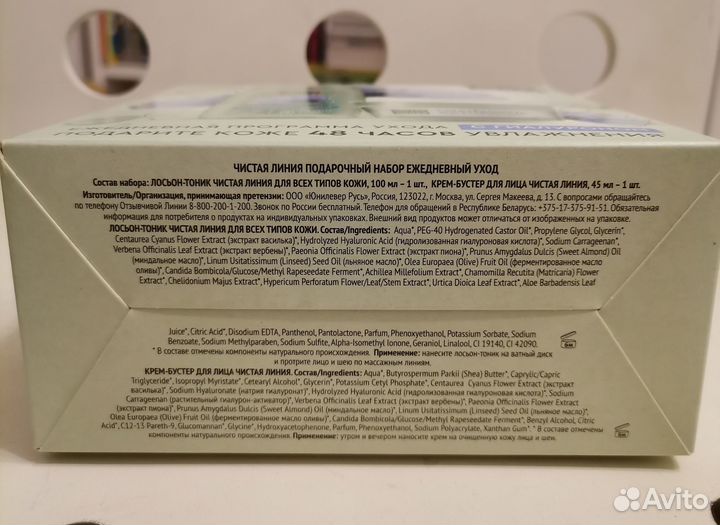 ЕЖЕДНЕВНАЯ ПРОГРАММА УХОДА
ПОДАРИТЕ КОЖЕ 48 ЧАСОВ УВЛАЖНЕНИЯ
ЧИСТАЯ ЛИНИЯ ПОДАРОЧНЫЙ НАБОР ЕЖЕДНЕВНЫЙ УХОД
Состав набора: ЛОСЬОН-ТОНИК ЧИСТАЯ ЛИНИЯ ДЛЯ ВСЕХ ТИПОВ КОЖИ, 100 мл – 1 шт., КРЕМ-БУСТЕР ДЛЯ ЛИЦА ЧИСТАЯ ЛИНИЯ, 45 мл – 1 шт.
Изготовитель/Организация, принимающая претензии: ООО «Юнилевер Русь», Россия, 123022, г. Москва, ул. Сергея Макеева, д. 13. С вопросами обращайтесь
по телефону Отзывчивой Линии 8-800-200-1-200. Звонок по России бесплатный. Телефон для обращений в Республике Беларусь: +375-17-375-91-51. Обязательная
информация для потребителя о продуктах на индивидуальных упаковках. Внешний вид продуктов может отличаться от изображенных на упаковке.
ЛОСЬОН-ТОНИК ЧИСТАЯ ЛИНИЯ ДЛЯ ВСЕХ ТИПОВ КОЖИ. Состав/Ingredients: Aqua*, PEG-40 Hydrogenated Castor Oil*, Propylene Glycol, Glycerin*,
Centaurea Cyanus Flower Extract (экстракт василька)*, Hydrolyzed Hyaluronic Acid (гидролизованная гиалуроновая кислота)*, Sodium Carrageenan*,
Verbena Officinalis Leaf Extract (экстракт вербены)*, Paeonia Officinalis Flower Extract (экстракт пиона)*, Prunus Amygdalus Dulcis (Sweet Almond) Oil
(миндальное масло)*, Linum Usitatissimum (Linseed) Seed Oil (льняное масло)*, Olea Europaea (Olive) Fruit Oil (ферментированное масло
оливы)*, Candida Bombicola/Glucose/Methyl Rapeseedate Ferment*, Achillea Millefolium Extract*, Chamomilla Recutita (Matricaria) Flower
Extract*, Chelidonium Majus Extract*, Hypericum Perforatum Flower/Leaf/Stem Extract*, Urtica Dioica Leaf Extract*, Aloe Barbadensis Leaf
Juice*, Citric Acid*, Disodium EDTA, Panthenol, Pantolactone, Parfum, Phenoxyethanol, Potassium Sorbate, Sodium
Benzoate, Sodium Methylparaben, Sodium Sulfite, Alpha-Isomethyl Ionone, Geraniol, Linalool, CI 19140, CI 42090
* В составе отмечены компоненты натурального происхождения. Применение: нанесите лосьон-тоник на ватный диск
и протрите лицо и шею по массажным линиям.
КРЕМ-БУСТЕР ДЛЯ ЛИЦА ЧИСТАЯ ЛИНИЯ. Состав/Ingredients: Aqua*, Butyrospermum Parkii (Shea) Butter*, Caprylic/Capric
Triglyceride*, Isopropyl Myristate*, Cetearyl Alcohol*, Glycerin*, Potassium Cetyl Phosphate*, Centaurea Cyanus Flower Extract (экстракт
василька)*, Sodium Hyaluronate (натрия гиалуронат)*, Hydrolyzed Hyaluronic Acid (гидролизованная гиалуроновая кислота)*, Sodium
Carrageenan (растительный гиалурон-активатор)*, Verbena Officinalis Leaf Extract (экстракт вербены)*, Paeonia Officinalis Flower Extract
(экстракт пиона)*, Prunus Amygdalus Dulcis (Sweet Almond) Oil (миндальное масло)*, Linum Usitatissimum (Linseed) Seed Oil (льняное масло)*,
Olea Europaea (Olive) Fruit Oil (ферментированное масло оливы)*, Candida Bombicola/Glucose/Methyl Rapeseedate Ferment*, Benzyl Alcohol, Citric
Acid*, C12-13 Pareth-9, Glucomannan*, Glycine*, Hydroxyacetophenone, Parfum, Phenoxyethanol, Sodium Polyacrylate, Xanthan Gum*. * В составе отмечены
компоненты натурального происхождения. Применение: утром и вечером наносите крем на очищенную кожу лица и шеи.
Avito